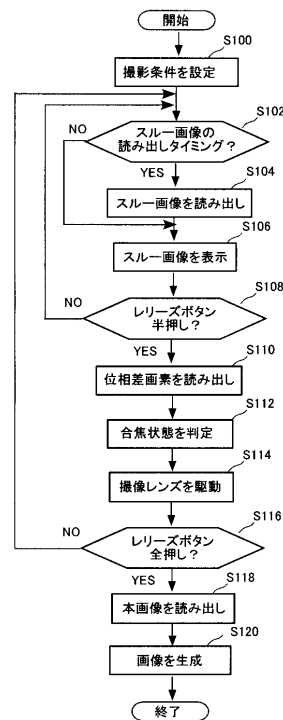 開始
S100
撮影条件を設定
S102
NO
スルー画像の
読み出しタイミング？
YES
S104
スルー画像を読み出し
S106
スルー画像を表示
S108
NO
レリーズボタン
半押し？
YES
S110
位相差画素を読み出し
S112
合焦状態を判定
S114
撮像レンズを駆動
S116
NO
レリーズボタン
全押し？
YES
S118
本画像を読み出し
S120
画像を生成
終了